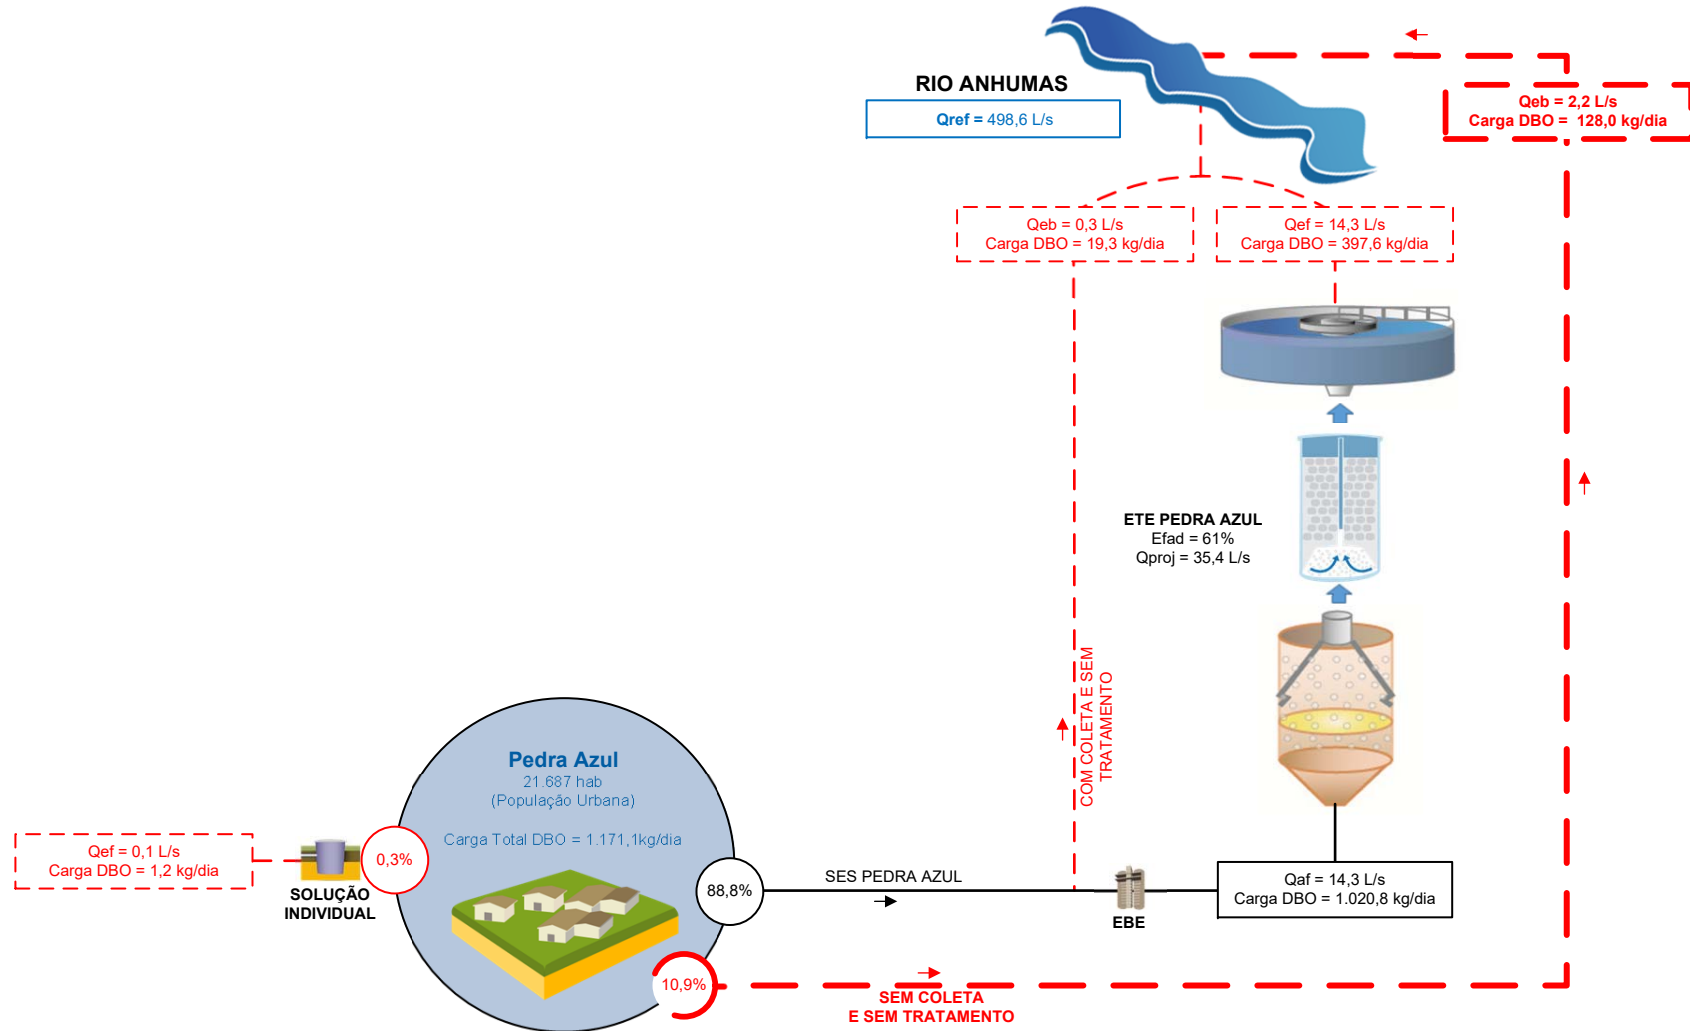 RIO ANHUMAS
Qref = 498,6 L/s
Qeb = 2,2 L/s
Carga DBO =  128,0 kg/dia
Qeb = 0,3 L/s
Carga DBO = 19,3 kg/dia
Qef = 14,3 L/s
Carga DBO = 397,6 kg/dia
ETE PEDRA AZUL
Efad = 61%
Qproj = 35,4 L/s
COM COLETA E SEM
TRATAMENTO
Pedra Azul
21.687 hab
(População Urbana)
Carga Total DBO = 1.171,1kg/dia
Qef = 0,1 L/s
Carga DBO = 1,2 kg/dia
SOLUÇÃO
INDIVIDUAL
0,3%
88,8%
SES PEDRA AZUL
EBE
Qaf = 14,3 L/s
Carga DBO = 1.020,8 kg/dia
10,9%
SEM COLETA
E SEM TRATAMENTO